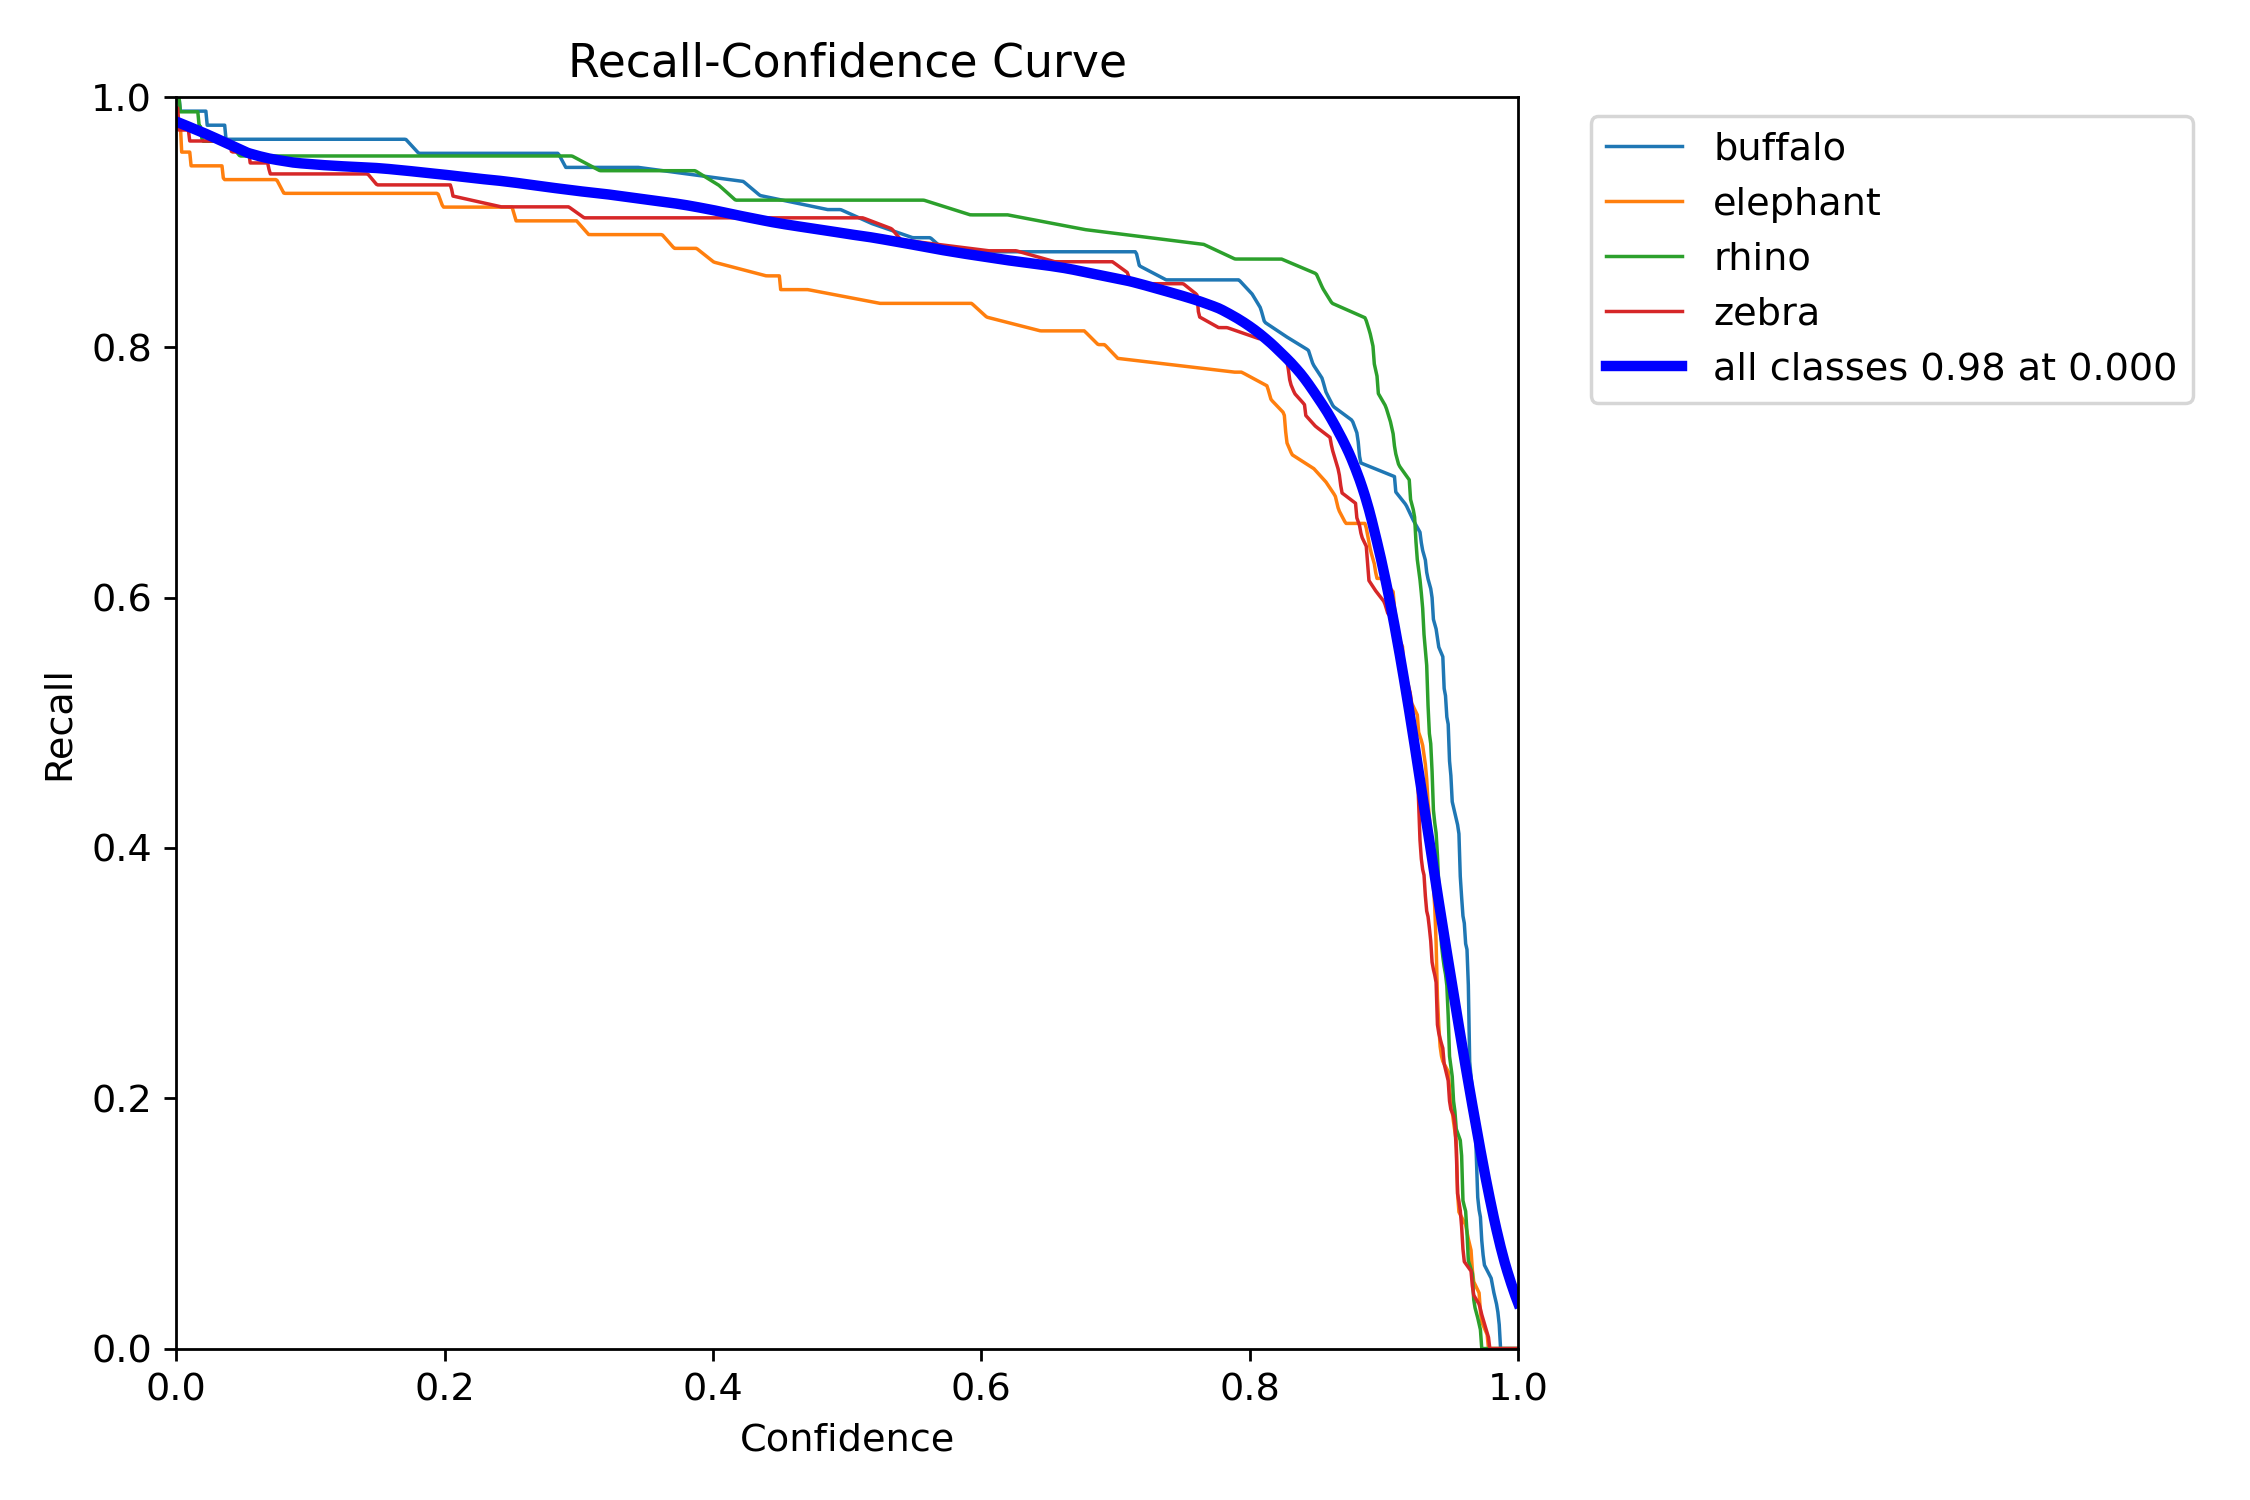 Recall-Confidence Curve
1.0
0.8
0.6
0.4
0.2
0.0
Recall
0.0 0.2 0.4 0.6 0.8 1.0
Confidence
buffalo
elephant
rhino
zebra
all classes 0.98 at 0.000